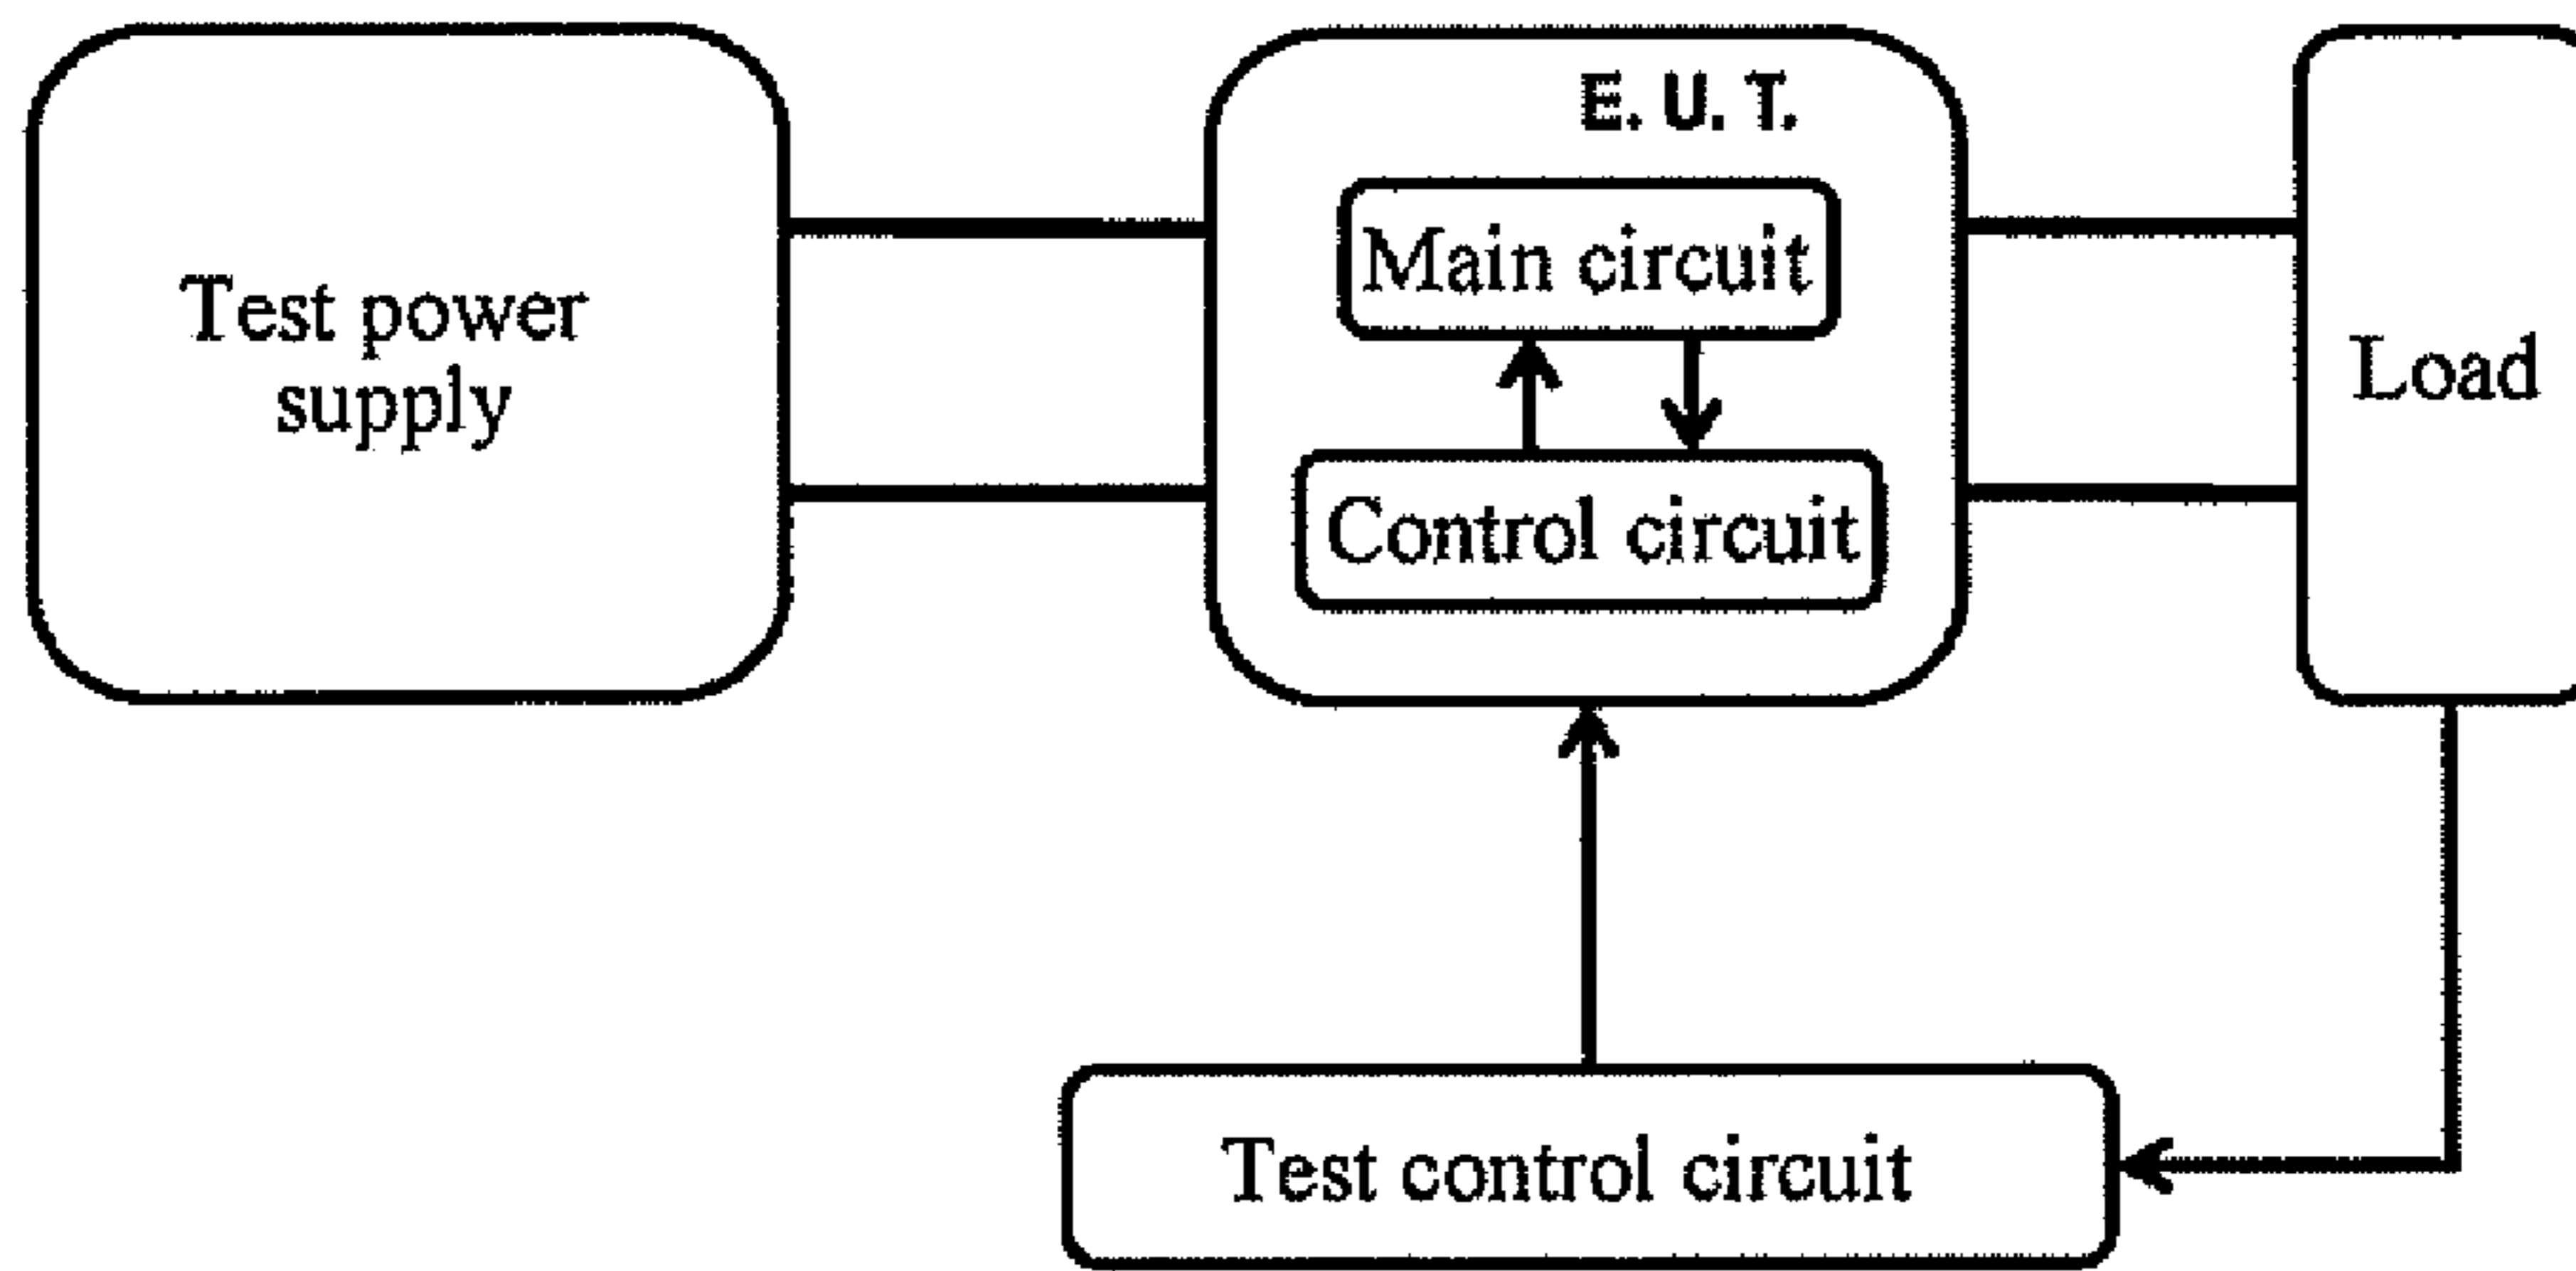 Test power
supply
E. U. T.
Main circuit
Control circuit
Load
Test control circuit